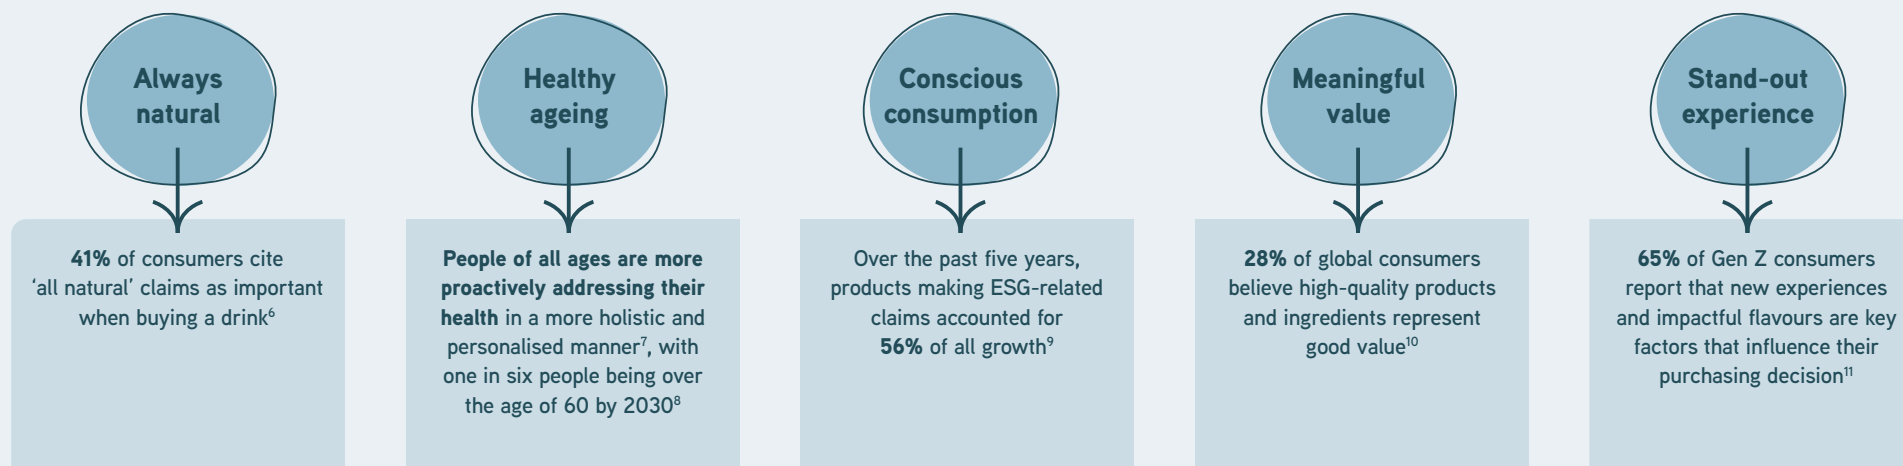 Always
natural
41% of consumers cite
‘all natural’ claims as important
when buying a drink6
Healthy
ageing
People of all ages are more
proactively addressing their
health in a more holistic and
personalised manner7, with
one in six people being over
the age of 60 by 20308
Conscious
consumption
Over the past five years,
products making ESG-related
claims accounted for
56% of all growth9
Meaningful
value
28% of global consumers
believe high-quality products
and ingredients represent
good value10
Stand-out
experience
65% of Gen Z consumers
report that new experiences
and impactful flavours are key
factors that influence their
purchasing decision11